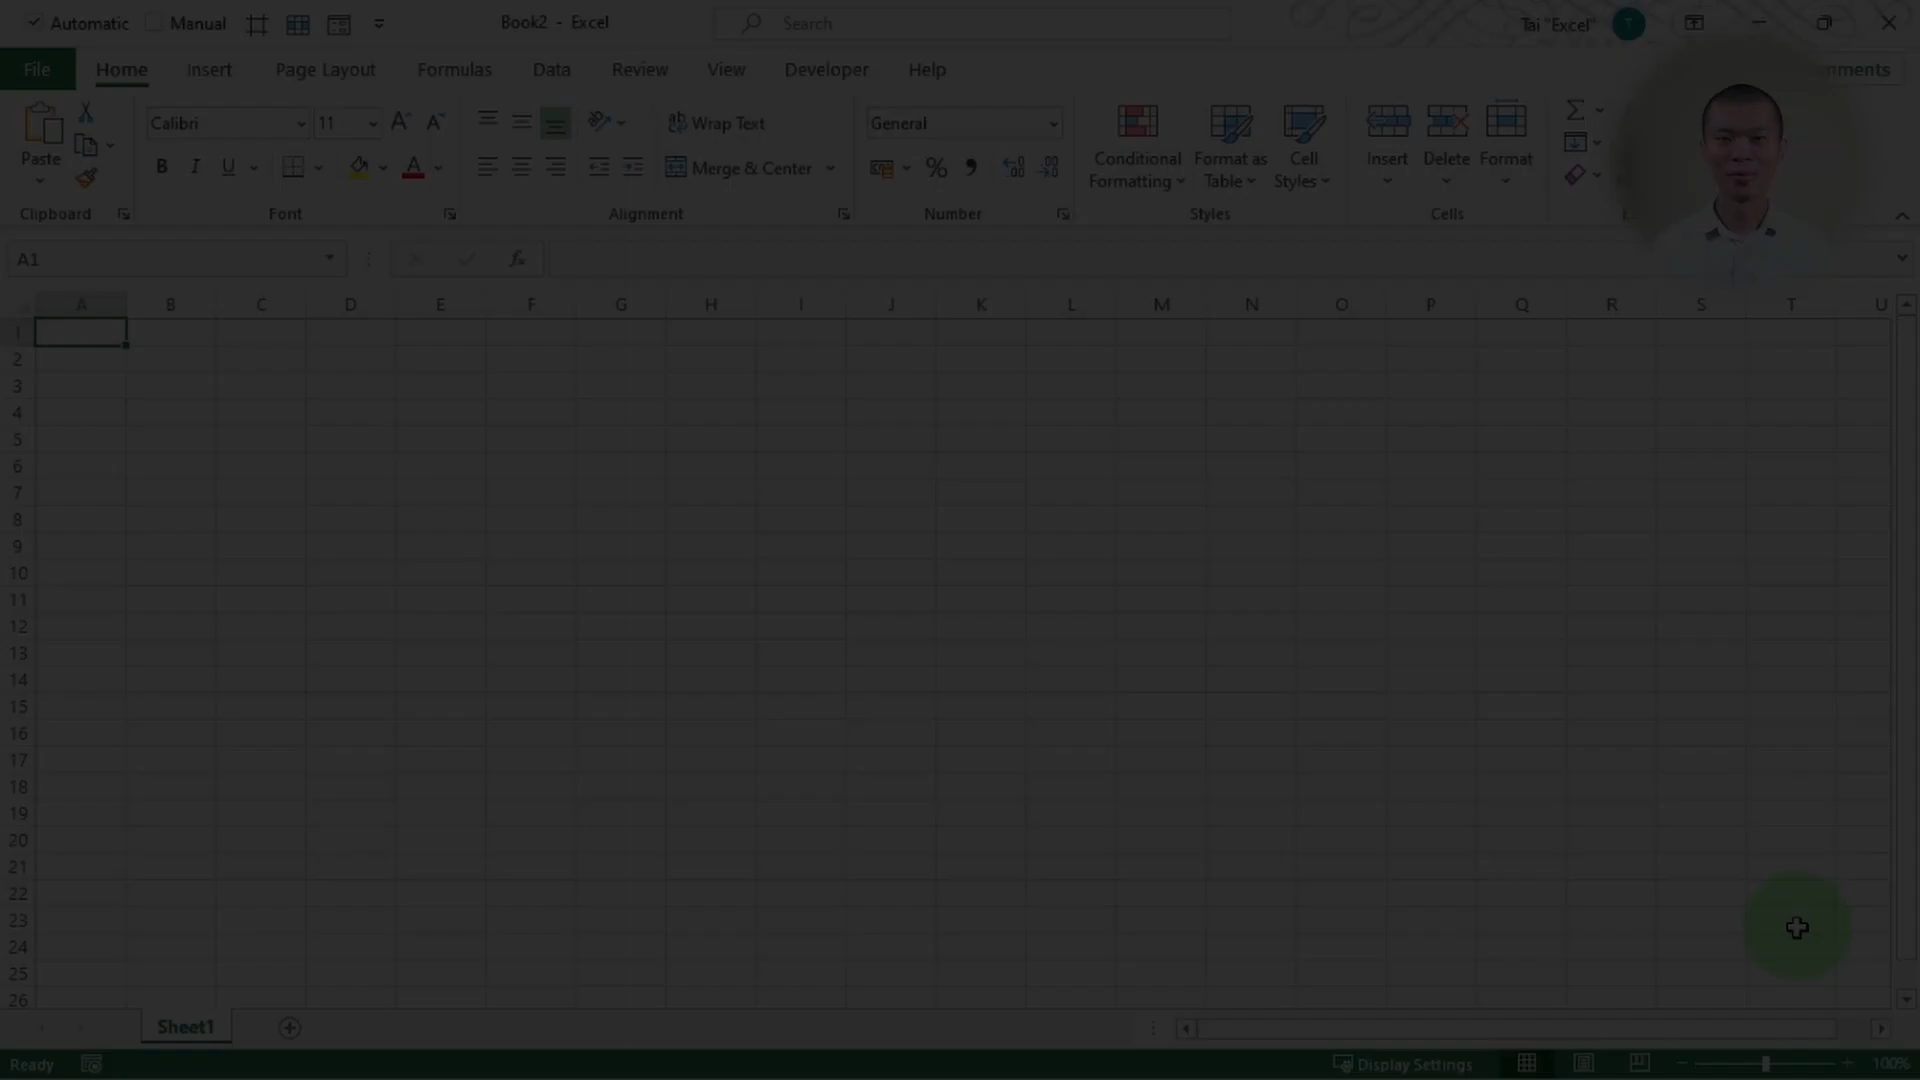 Automatic Manual Book2 - Excel Search Tai "Excel" T
File Home Insert Page Layout Formulas Data Review View Developer Help mments
Paste Calibri 11 Wrap Text General Conditional Formatting Format as Table Cell Styles Insert Delete Format
B I U Merge & Center
Clipboard Font Alignment Number Styles Cells
A1 fx
A B C D E F G H I J K L M N O P Q R S T U
1
2
3
4
5
6
7
8
9
10
11
12
13
14
15
16
17
18
19
20
21
22
23
24
25
26
Sheet1
Ready Display Settings 100%